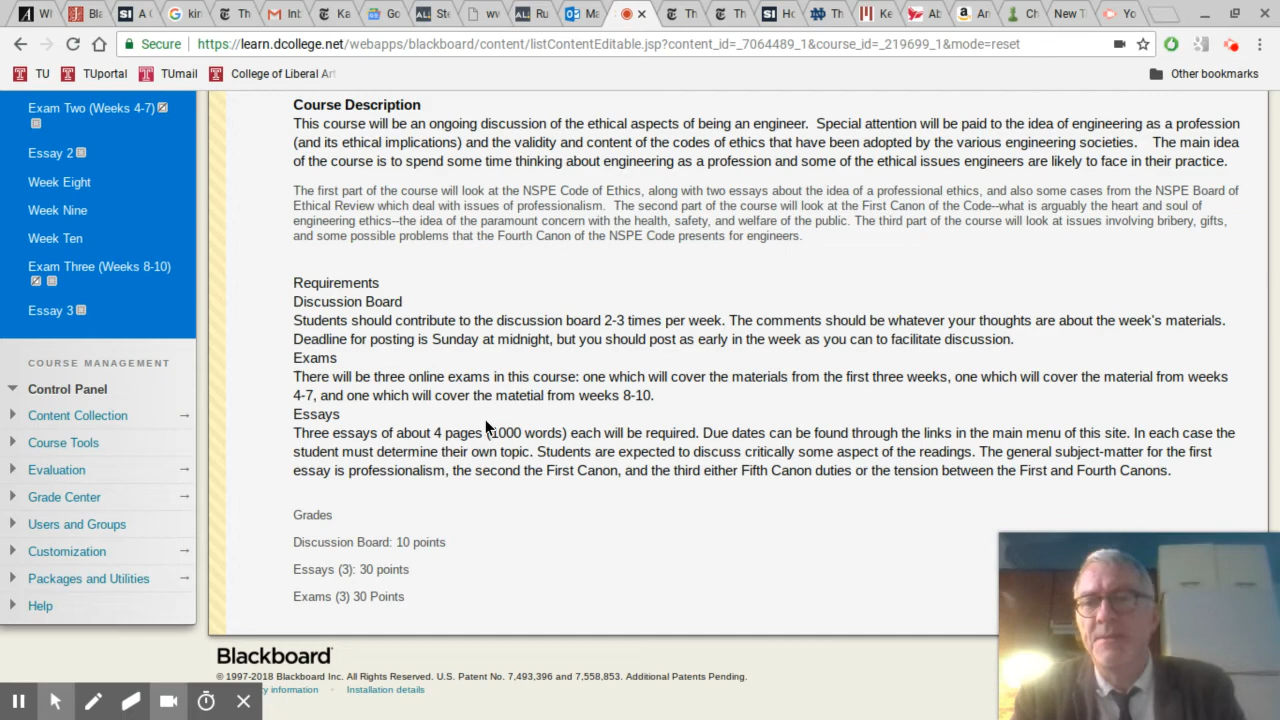 Wh
Bla
A C
kin
Th
Inb
Th
Ka
Go
Ste
wv
Ru
Ma
Th
Th
Ho
Th
Ke
Ab
An
Ch
New T
Yo
Secure
https://learn.dcollege.net/webapps/blackboard/content/listContentEditable.jsp?content_id=_7064489_1&course_id=_219699_1&mode=reset
TU
TUportal
TUmail
College of Liberal Art
Other bookmarks
Exam Two (Weeks 4-7)
Essay 2
Week Eight
Week Nine
Week Ten
Exam Three (Weeks 8-10)
Essay 3
COURSE MANAGEMENT
Control Panel
Content Collection
Course Tools
Evaluation
Grade Center
Users and Groups
Customization
Packages and Utilities
Help
Course Description
This course will be an ongoing discussion of the ethical aspects of being an engineer. Special attention will be paid to the idea of engineering as a profession
(and its ethical implications) and the validity and content of the codes of ethics that have been adopted by the various engineering societies. The main idea
of the course is to spend some time thinking about engineering as a profession and some of the ethical issues engineers are likely to face in their practice.
The first part of the course will look at the NSPE Code of Ethics, along with two essays about the idea of a professional ethics, and also some cases from the NSPE Board of
Ethical Review which deal with issues of professionalism. The second part of the course will look at the First Canon of the Code--what is arguably the heart and soul of
engineering ethics--the idea of the paramount concern with the health, safety, and welfare of the public. The third part of the course will look at issues involving bribery, gifts,
and some possible problems that the Fourth Canon of the NSPE Code presents for engineers.
Requirements
Discussion Board
Students should contribute to the discussion board 2-3 times per week. The comments should be whatever your thoughts are about the week's materials.
Deadline for posting is Sunday at midnight, but you should post as early in the week as you can to facilitate discussion.
Exams
There will be three online exams in this course: one which will cover the materials from the first three weeks, one which will cover the material from weeks
4-7, and one which will cover the matetial from weeks 8-10.
Essays
Three essays of about 4 pages (1000 words) each will be required. Due dates can be found through the links in the main menu of this site. In each case the
student must determine their own topic. Students are expected to discuss critically some aspect of the readings. The general subject-matter for the first
essay is professionalism, the second the First Canon, and the third either Fifth Canon duties or the tension between the First and Fourth Canons.
Grades
Discussion Board: 10 points
Essays (3): 30 points
Exams (3) 30 Points
Blackboard
© 1997-2018 Blackboard Inc. All Rights Reserved. U.S. Patent No. 7,493,396 and 7,558,853. Additional Patents Pending.
information
Installation details